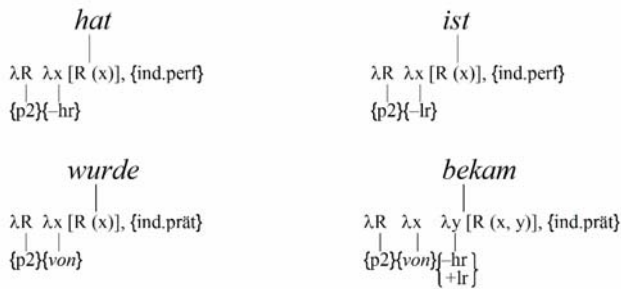 hat
ist
λR λx [R (x)], {ind.perf}
λR λx [R (x)], {ind.perf}
{p2}{–hr}
{p2}{–lr}
wurde
bekam
λR λx [R (x)], {ind.prät}
λR λx λy [R (x, y)], {ind.prät}
{p2}{von}
{p2}{von}{–hr
+lr}